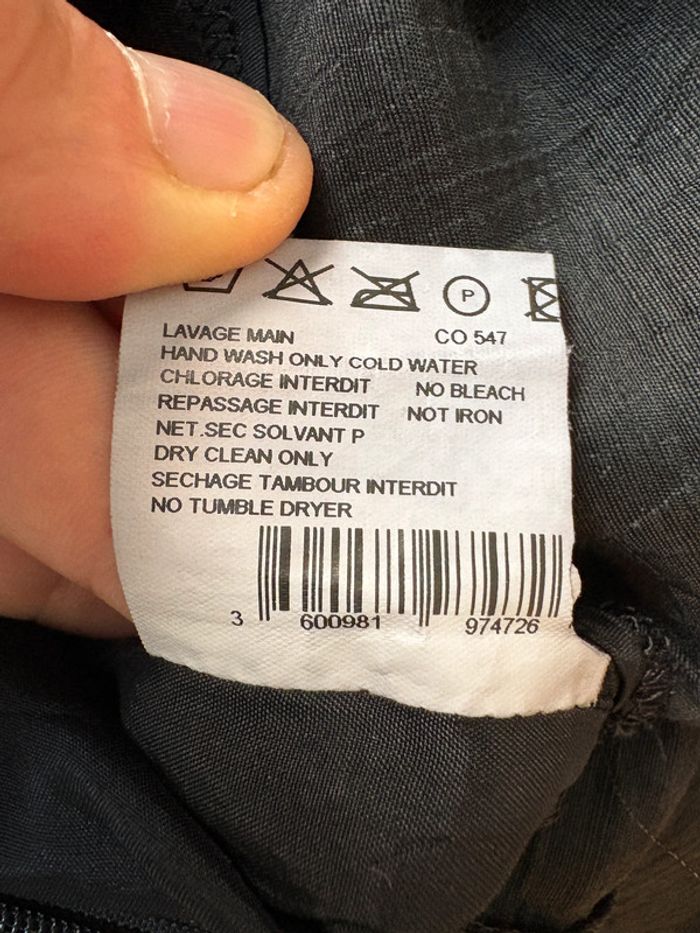 P
LAVAGE MAIN CO 547
HAND WASH ONLY COLD WATER
CHLORAGE INTERDIT NO BLEACH
REPASSAGE INTERDIT NOT IRON
NET.SEC SOLVANT P
DRY CLEAN ONLY
SECHAGE TAMBOUR INTERDIT
NO TUMBLE DRYER
3 600981 974726